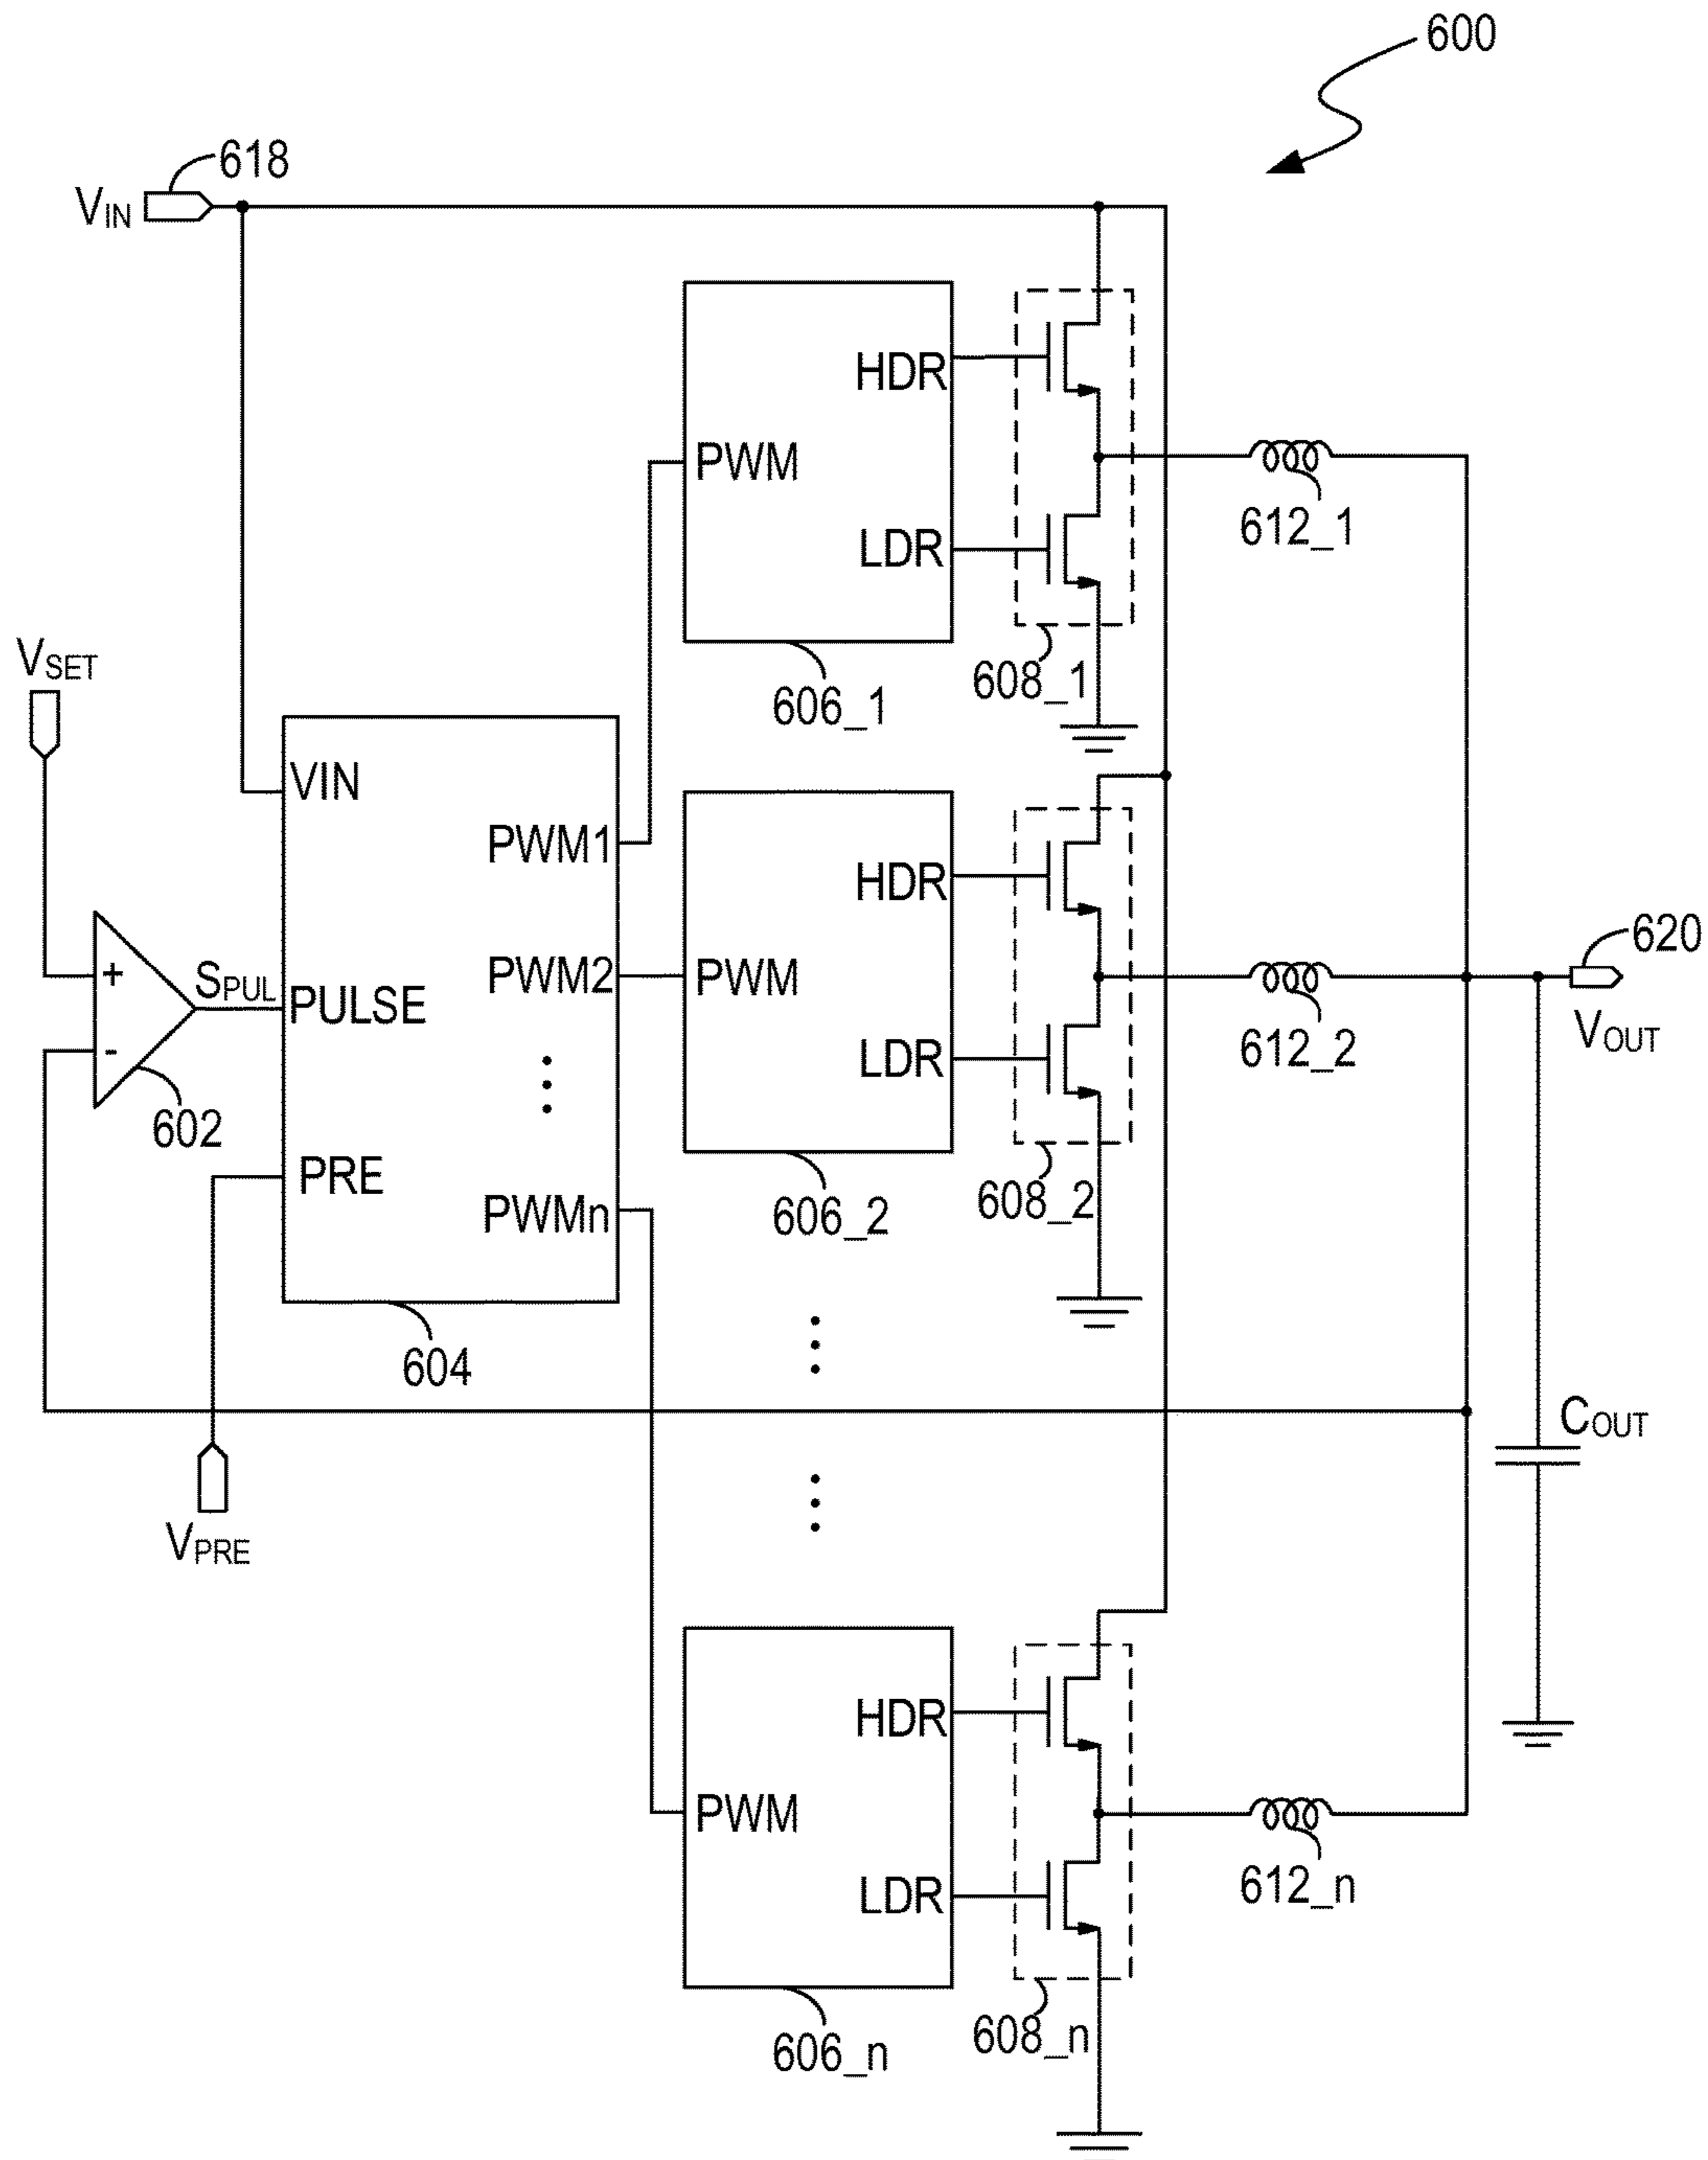 600
618
VIN
HDR
PWM
LDR
612_1
608_1
606_1
VSET
VIN
PWM1
HDR
PWM2
PWM
620
SPUL
PULSE
+
-
LDR
612_2
VOUT
602
PRE
PWMn
608_2
606_2
604
COUT
VPRE
HDR
PWM
LDR
612_n
608_n
606_n